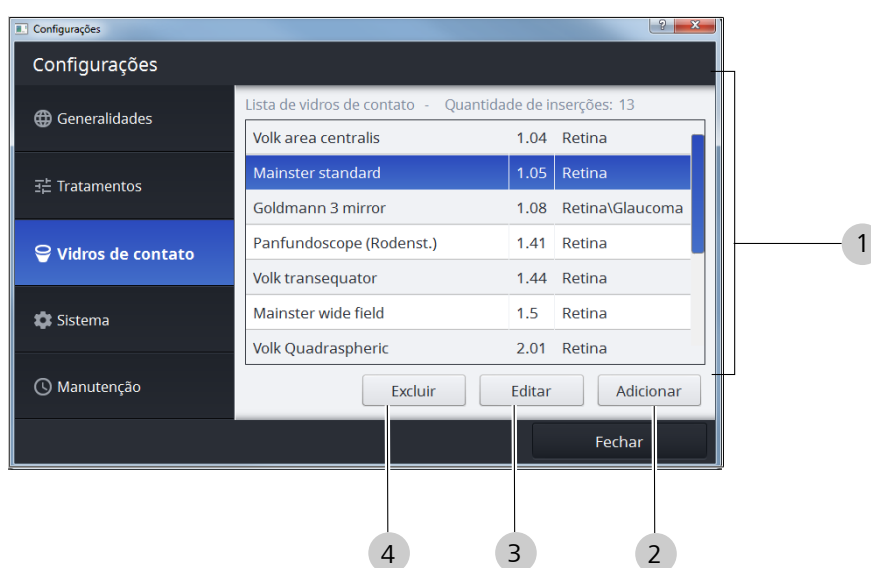 Configurações
Configurações
Generalidades
Tratamentos
Vidros de contato
Sistema
Manutenção
Lista de vidros de contato - Quantidade de inserções: 13
Volk area centralis 1.04 Retina
Mainster standard 1.05 Retina
Goldmann 3 mirror 1.08 Retina\Glaucoma
Panfundoscope (Rodenst.) 1.41 Retina
Volk transequator 1.44 Retina
Mainster wide field 1.5 Retina
Volk Quadraspheric 2.01 Retina
Excluir Editar Adicionar
Fechar
1
4 3 2